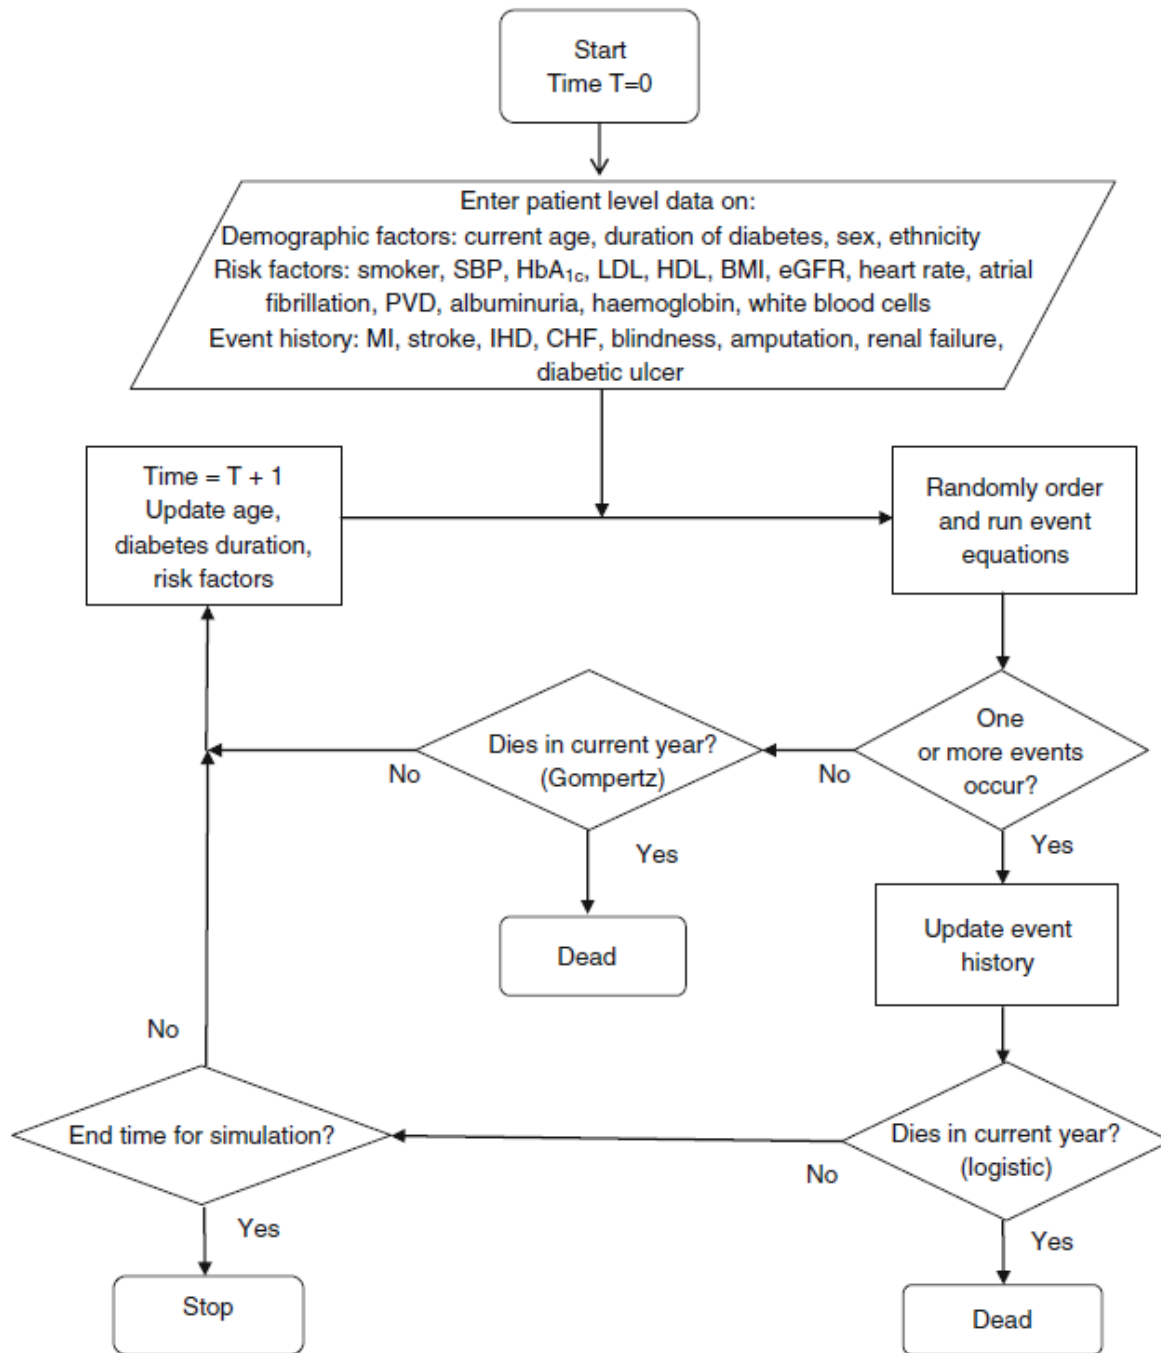 Start
Time T=0
Enter patient level data on:
Demographic factors: current age, duration of diabetes, sex, ethnicity
Risk factors: smoker, SBP, HbA1c, LDL, HDL, BMI, eGFR, heart rate, atrial
fibrillation, PVD, albuminuria, haemoglobin, white blood cells
Event history: MI, stroke, IHD, CHF, blindness, amputation, renal failure,
diabetic ulcer
Time = T + 1
Update age,
diabetes duration,
risk factors
Randomly order
and run event
equations
One
or more events
occur?
No
Dies in current year?
(Gompertz)
No
Yes
Dead
Yes
Update event
history
Dies in current year?
(logistic)
No
Yes
Dead
End time for simulation?
No
Yes
Stop